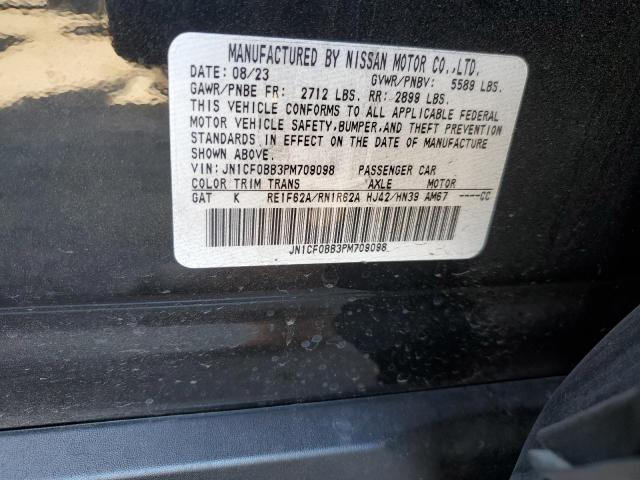 MANUFACTURED BY NISSAN MOTOR CO.,LTD.
DATE: 08/23 GVWR/PNBV: 5589 LBS.
GAWR/PNBE FR: 2712 LBS. RR: 2899 LBS.
THIS VEHICLE CONFORMS TO ALL APPLICABLE FEDERAL
MOTOR VEHICLE SAFETY, BUMPER, AND THEFT PREVENTION
STANDARDS IN EFFECT ON THE DATE OF MANUFACTURE
SHOWN ABOVE.
VIN: JN1CF0BB3PM709098 PASSENGER CAR
COLOR TRIM TRANS AXLE MOTOR
GAT K RE1F62A/RN1R62A HJ42/HN39 AM67 ----CC
JN1CF0BB3PM709098